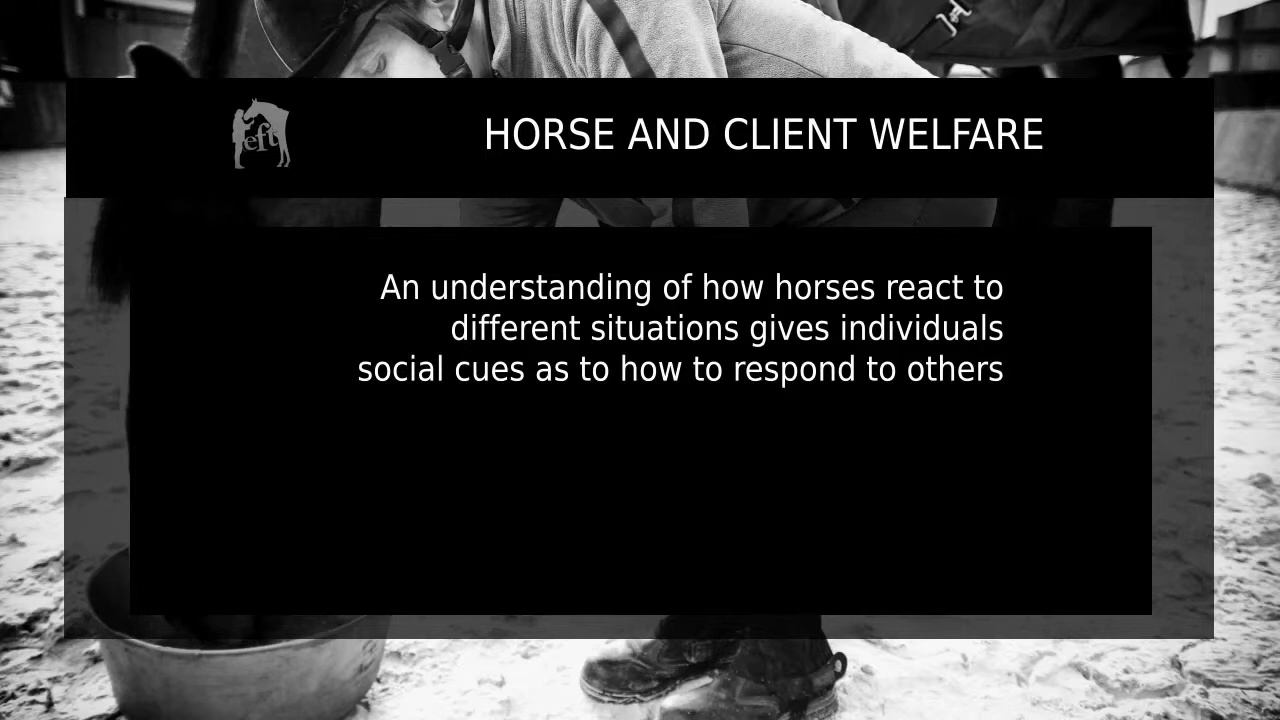 eft
HORSE AND CLIENT WELFARE
An understanding of how horses react to
different situations gives individuals
social cues as to how to respond to others